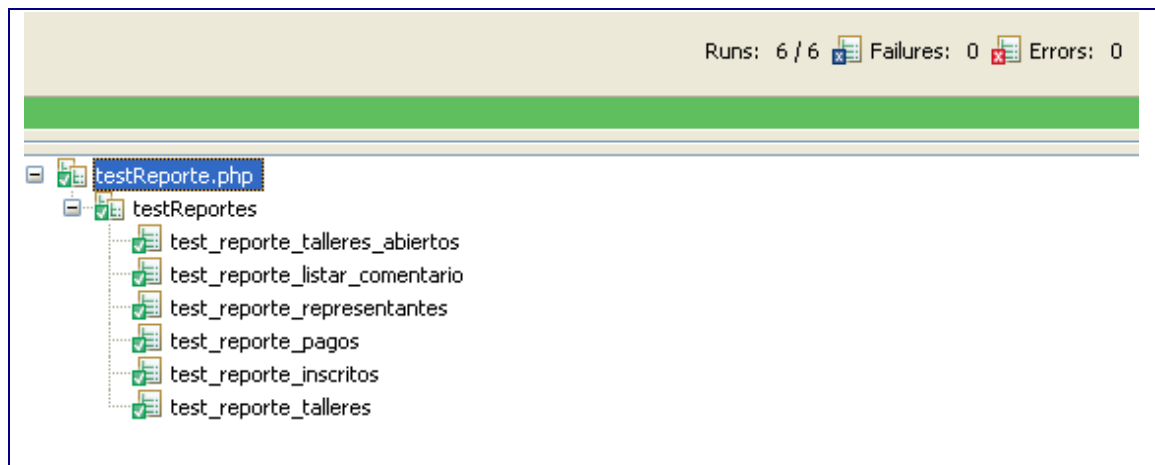 Runs: 6 / 6 Failures: 0 Errors: 0
testReporte.php
testReportes
test_reporte_talleres_abiertos
test_reporte_listar_comentario
test_reporte_representantes
test_reporte_pagos
test_reporte_inscritos
test_reporte_talleres